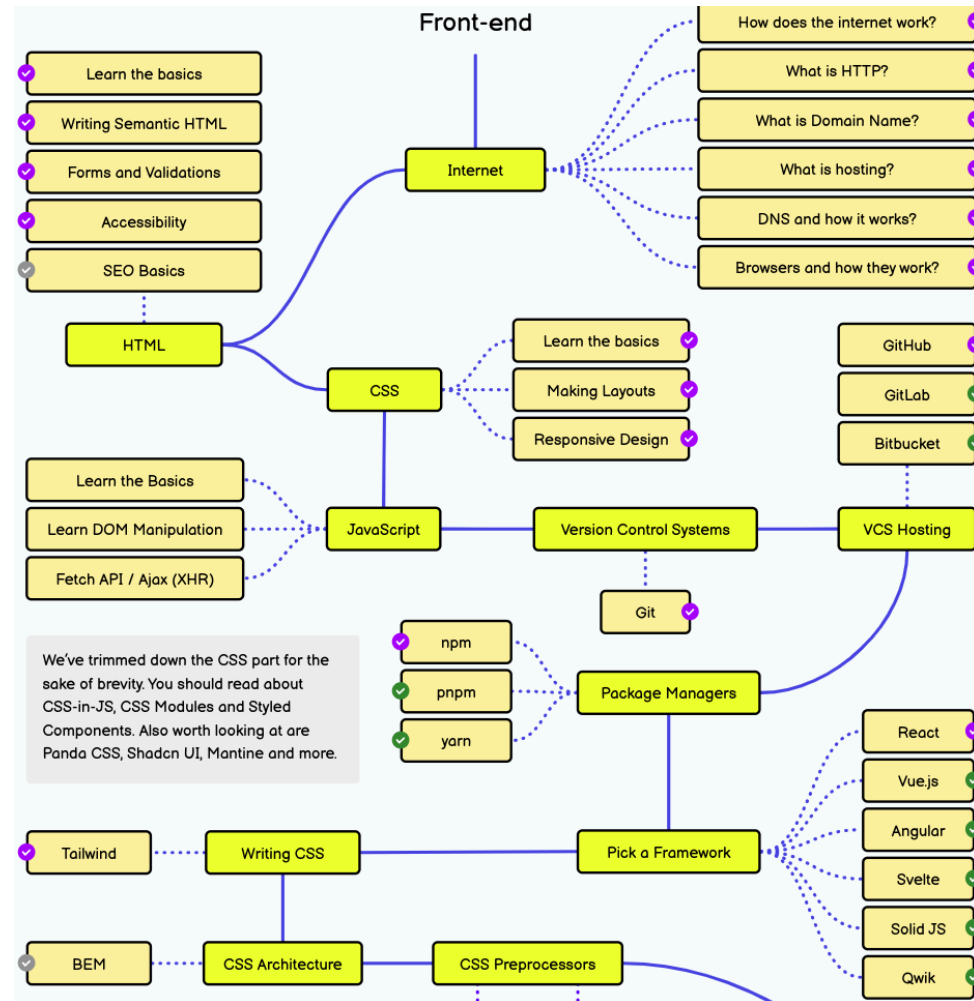 Front-end
How does the internet work?
Learn the basics
What is HTTP?
Writing Semantic HTML
What is Domain Name?
Forms and Validations
Internet
What is hosting?
Accessibility
DNS and how it works?
SEO Basics
Browsers and how they work?
HTML
Learn the basics
GitHub
CSS
Making Layouts
GitLab
Responsive Design
Bitbucket
Learn the Basics
Learn DOM Manipulation
JavaScript
Version Control Systems
VCS Hosting
Fetch API / Ajax (XHR)
Git
npm
We've trimmed down the CSS part for the
sake of brevity. You should read about
CSS-in-JS, CSS Modules and Styled
Components. Also worth looking at are
Panda CSS, Shadcn UI, Mantine and more.
pnpm
Package Managers
yarn
React
Vue.js
Tailwind
Writing CSS
Pick a Framework
Angular
Svelte
Solid JS
BEM
CSS Architecture
CSS Preprocessors
Qwik